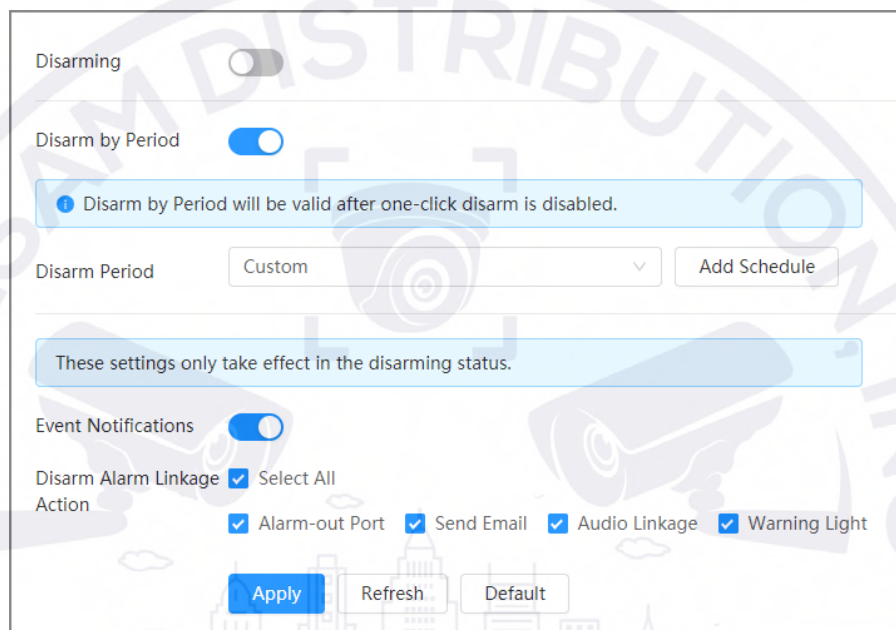 Disarming
Disarm by Period
Disarm by Period will be valid after one-click disarm is disabled.
Disarm Period Custom Add Schedule
These settings only take effect in the disarming status.
Event Notifications
Disarm Alarm Linkage Select All
Action
Alarm-out Port Send Email Audio Linkage Warning Light
Apply Refresh Default
DISTRIBUTION,